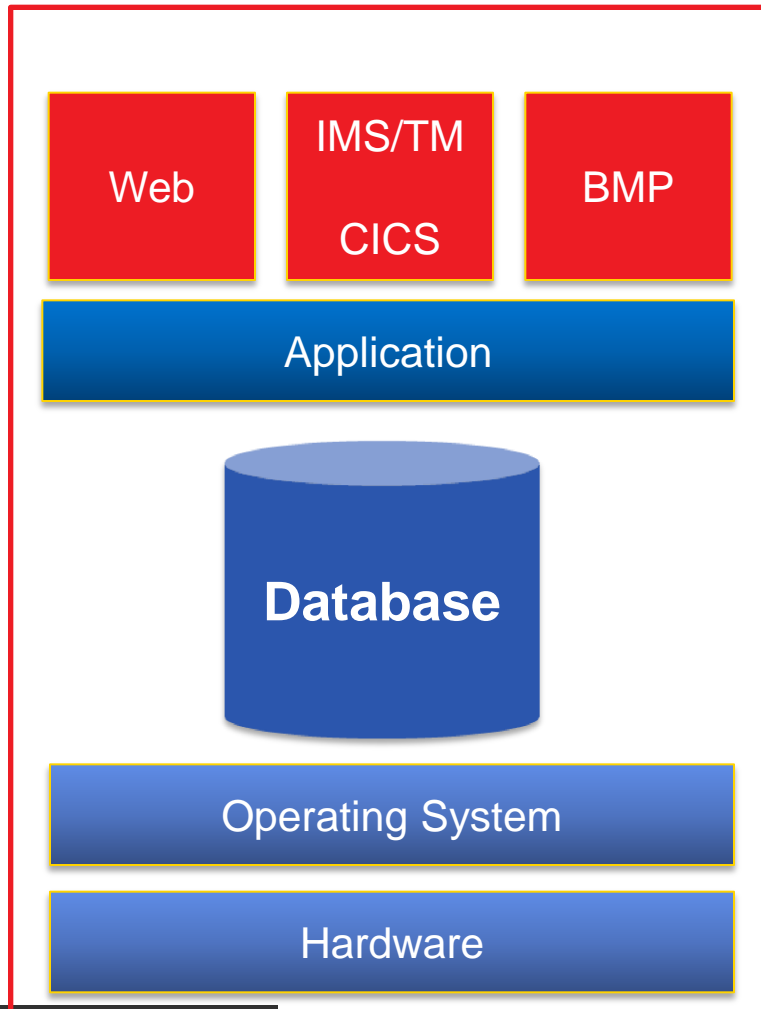 Web
IMS/TM
CICS
BMP
Application
Database
Operating System
Hardware